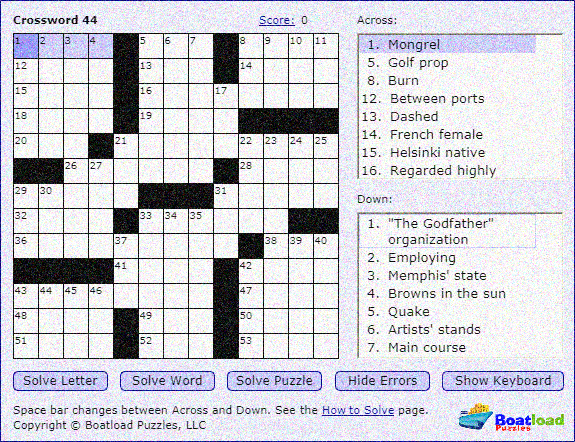 Crossword 44
Score: 0
1 2 3 4 5 6 7 8 9 10 11
12 13 14
15 16 17
18 19
20 21 22 23 24 25
26 27 28
29 30 31
32 33 34 35
36 37 38 39 40
41 42
43 44 45 46 47
48 49 50
51 52 53
Across:
1. Mongrel
5. Golf prop
8. Burn
12. Between ports
13. Dashed
14. French female
15. Helsinki native
16. Regarded highly
Down:
1. "The Godfather"
organization
2. Employing
3. Memphis' state
4. Browns in the sun
5. Quake
6. Artists' stands
7. Main course
Solve Letter Solve Word Solve Puzzle Hide Errors Show Keyboard
Space bar changes between Across and Down. See the How to Solve page.
Copyright © Boatload Puzzles, LLC
Boatload
Puzzles